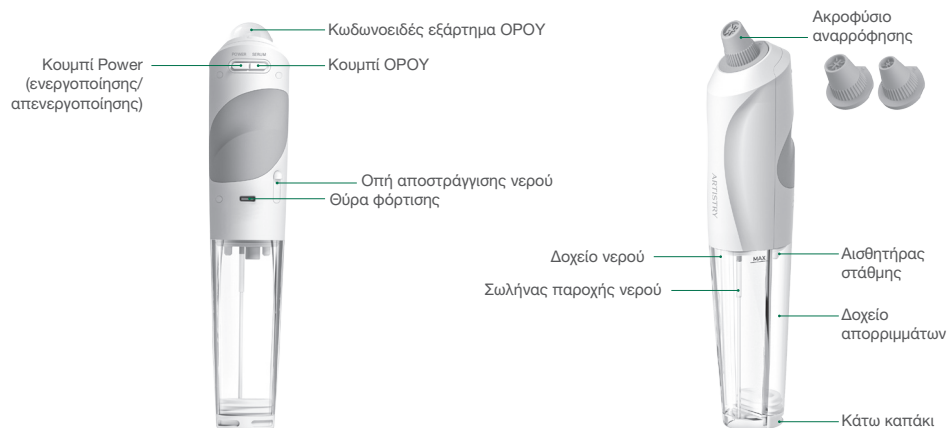 Κωδωνοειδές εξάρτημα ΟΡΟΥ
POWER SERUM
Κουμπί ΟΡΟΥ
Κουμπί Power
(ενεργοποίησης/
απενεργοποίησης)
Οπή αποστράγγισης νερού
Θύρα φόρτισης
Ακροφύσιο
αναρρόφησης
ARTISTRY
Δοχείο νερού
MAX
Αισθητήρας
στάθμης
Σωλήνας παροχής νερού
Δοχείο
απορριμμάτων
Κάτω καπάκι